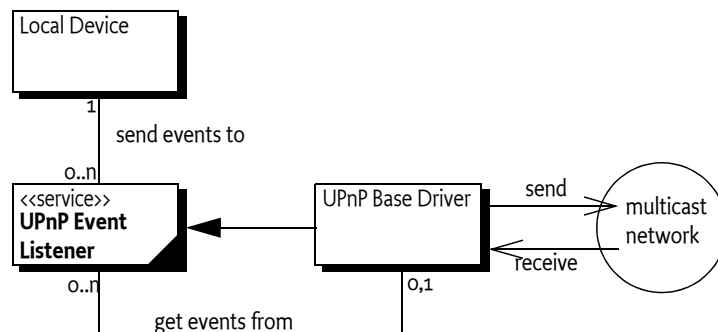 Local Device
1
send events to
0..n
<<service>>
UPnP Event
Listener
UPnP Base Driver
send
multicast
network
receive
0..n
0,1
get events from